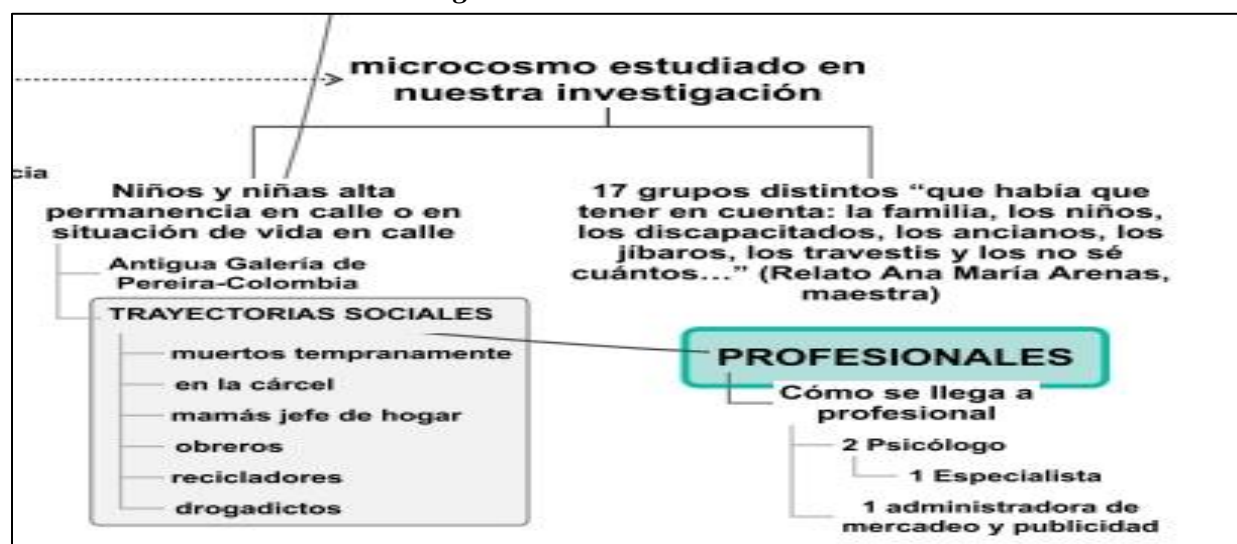 microcosmo estudiado en
nuestra investigación
cia
Niños y niñas alta
permanencia en calle o en
situación de vida en calle
Antigua Galería de
Pereira-Colombia
TRAYECTORIAS SOCIALES
muertos tempranamente
en la cárcel
mamás jefe de hogar
obreros
recicladores
drogadictos
17 grupos distintos “que había que
tener en cuenta: la familia, los niños,
los discapacitados, los ancianos, los
jíbaros, los travestis y los no sé
cuántos...” (Relato Ana María Arenas,
maestra)
PROFESIONALES
Cómo se llega a
profesional
2 Psicólogo
1 Especialista
1 administradora de
mercadeo y publicidad